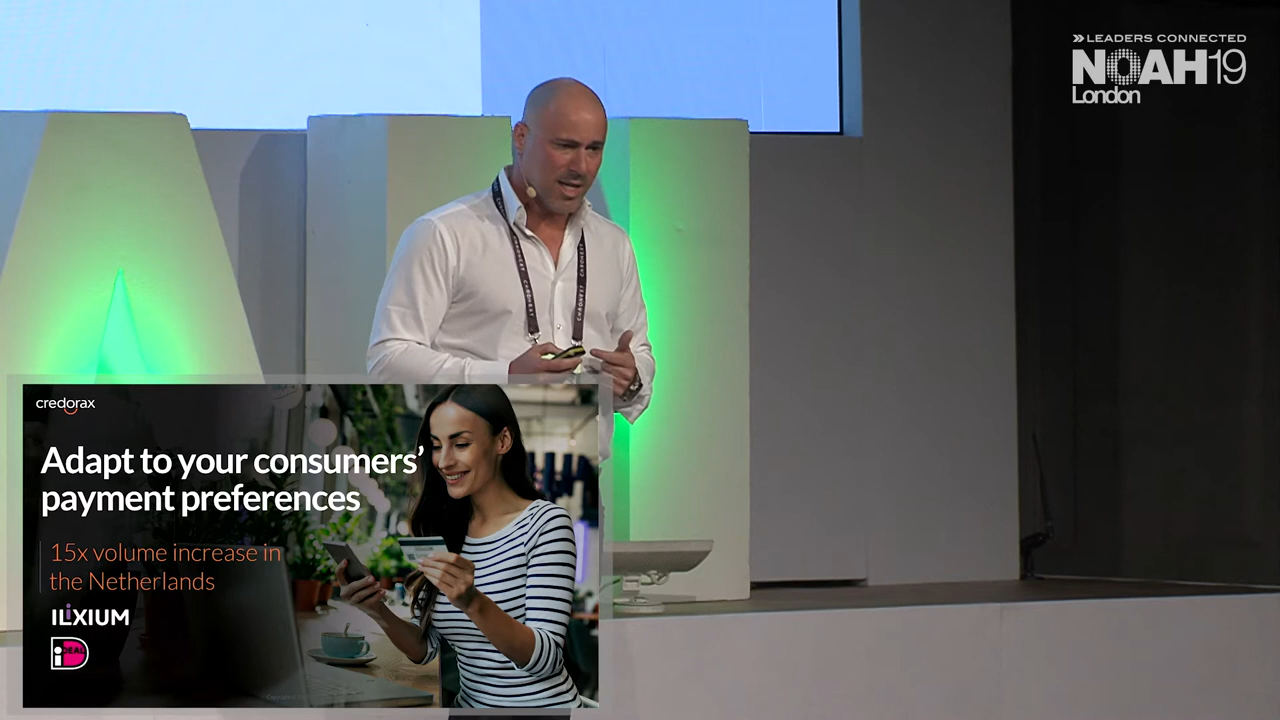 LEADERS CONNECTED
NOAH19
London
CHARGEBEE
credorax
Adapt to your consumers'
payment preferences
15x volume increase in
the Netherlands
ILiXIUM
iDEAL